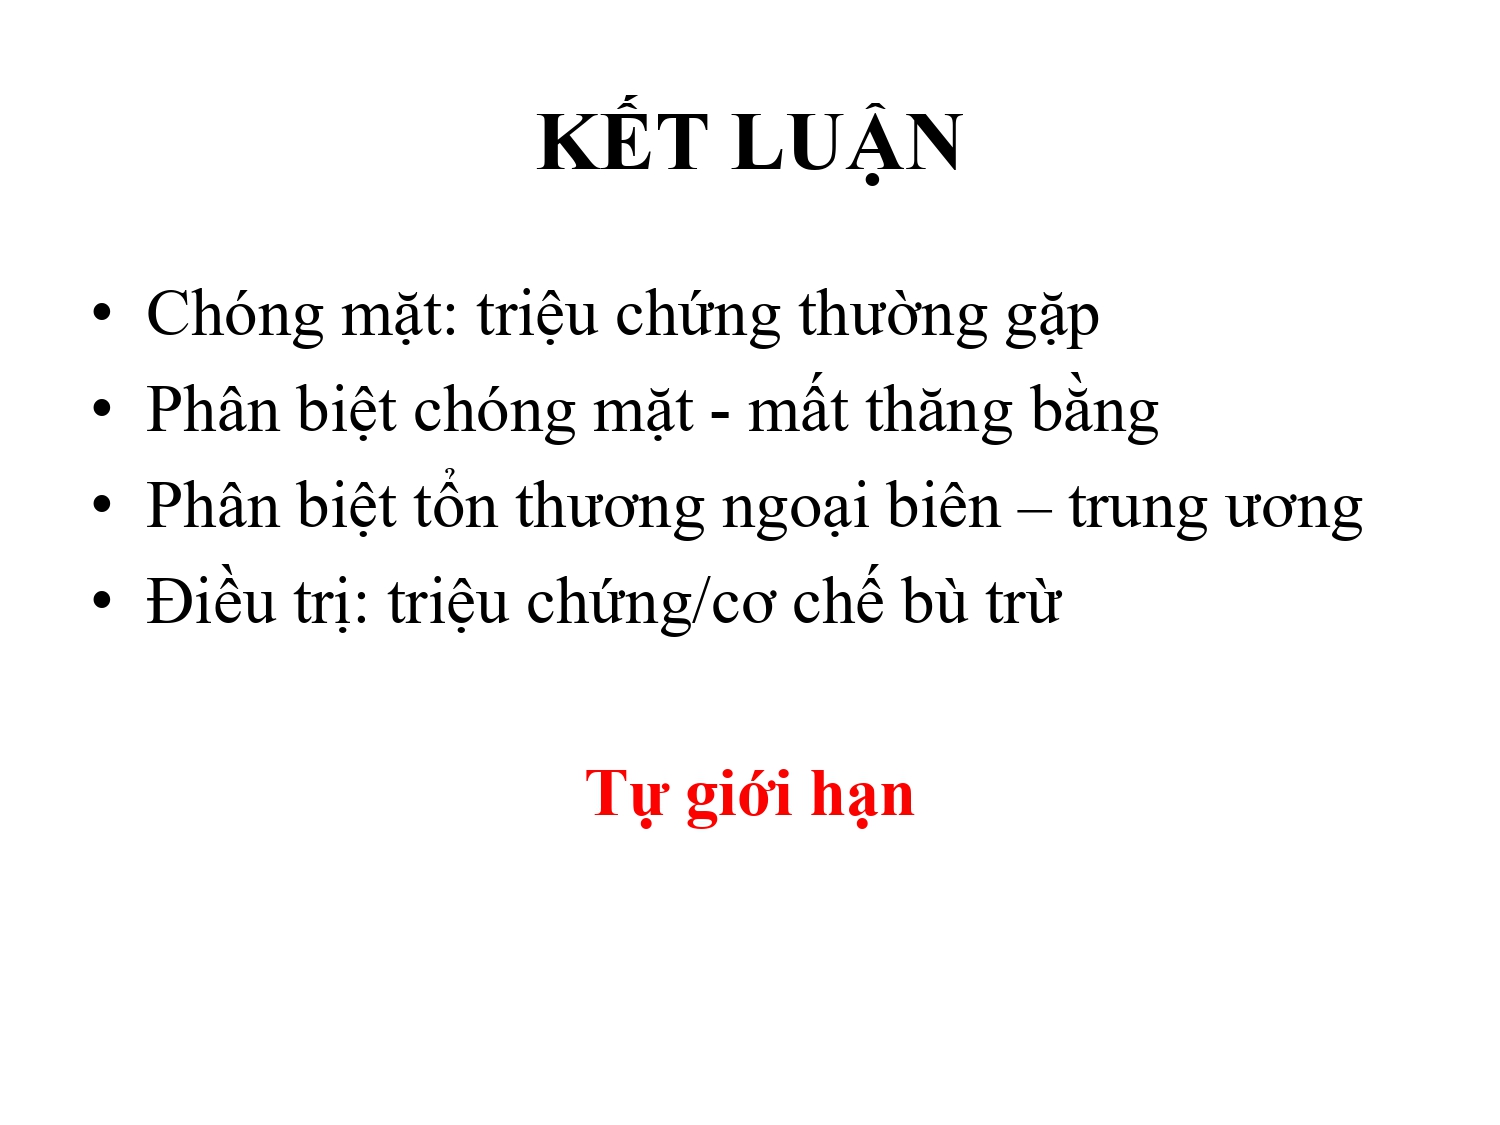 KẾT LUẬN
• Chóng mặt: triệu chứng thường gặp
• Phân biệt chóng mặt - mất thăng bằng
• Phân biệt tổn thương ngoại biên – trung ương
• Điều trị: triệu chứng/cơ chế bù trừ
Tự giới hạn